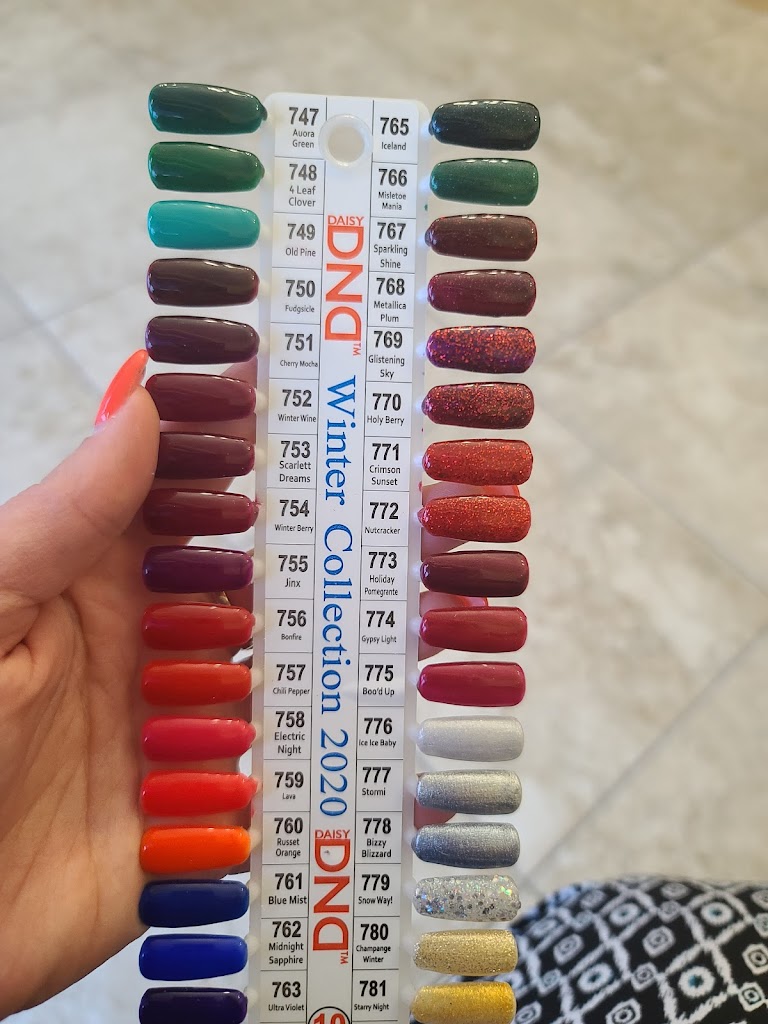 747
Auora
Green
748
4 Leaf
Clover
749
Old Pine
750
Fudgsicle
751
Cherry Mocha
752
Winter Wine
753
Scarlett
Dreams
754
Winter Berry
755
Jinx
756
Bonfire
757
Chili Pepper
758
Electric
Night
759
Lava
760
Russet
Orange
761
Blue Mist
762
Midnight
Sapphire
763
Ultra Violet
DAISY
DND™
Winter Collection 2020
DAISY
DND™
10
765
Iceland
766
Misletoe
Mania
767
Sparkling
Shine
768
Metallica
Plum
769
Glistening
Sky
770
Holy Berry
771
Crimson
Sunset
772
Nutcracker
773
Holiday
Pomegrante
774
Gypsy Light
775
Boo'd Up
776
Ice Ice Baby
777
Stormi
778
Bizzy
Blizzard
779
Snow Way!
780
Champange
Winter
781
Starry Night